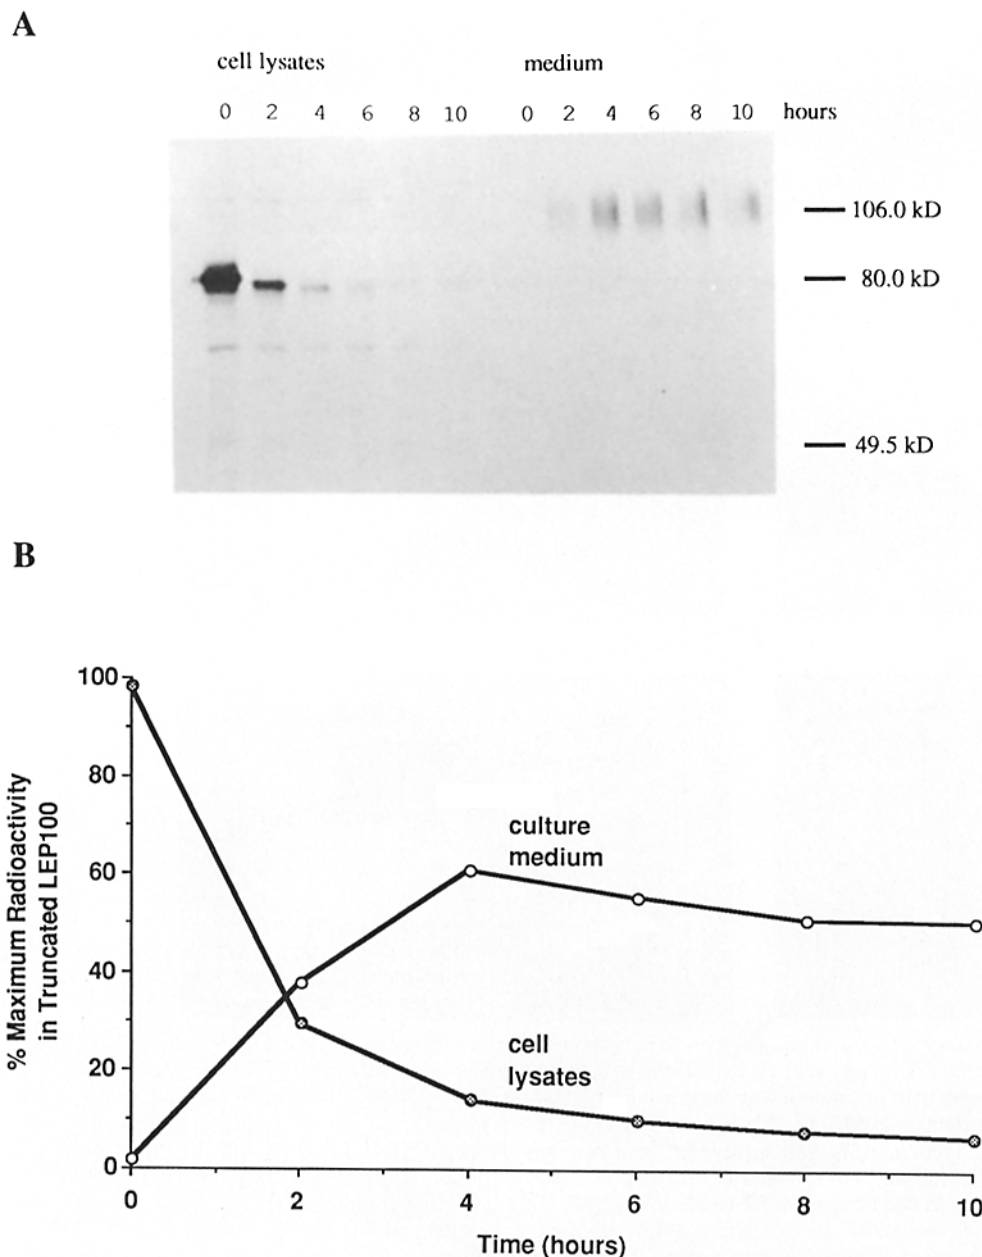 A
cell lysates medium
0 2 4 6 8 10 0 2 4 6 8 10 hours
106.0 kD
80.0 kD
49.5 kD
B
% Maximum Radioactivity
in Truncated LEP100
100
80
60
40
20
0
culture
medium
cell
lysates
0 2 4 6 8 10
Time (hours)